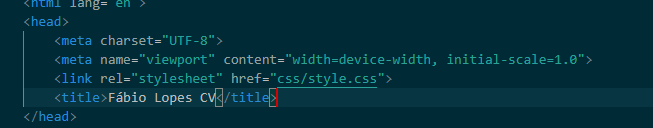 <html lang="en">
<head>
<meta charset="UTF-8">
<meta name="viewport" content="width=device-width, initial-scale=1.0">
<link rel="stylesheet" href="css/style.css">
<title>Fábio Lopes CV</title>
</head>